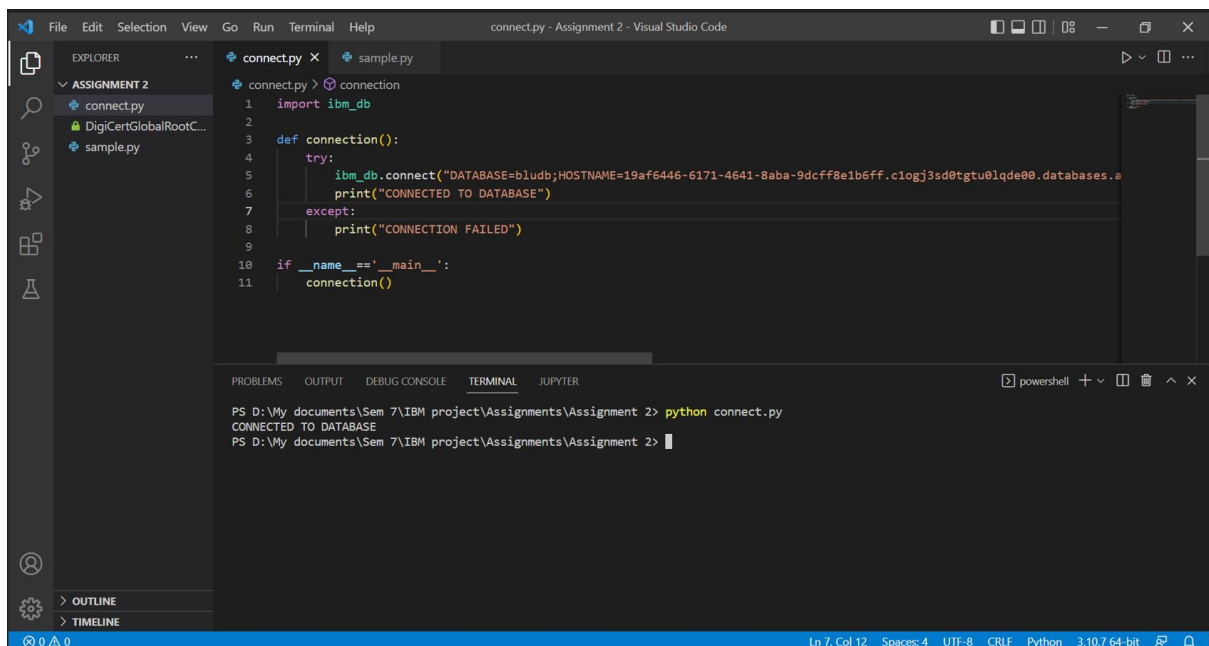 File Edit Selection View Go Run Terminal Help connect.py - Assignment 2 - Visual Studio Code
EXPLORER ···
ASSIGNMENT 2
connect.py
DigiCertGlobalRootC...
sample.py
connect.py sample.py
connect.py > connection
1 import ibm_db
2
3 def connection():
4 try:
5 ibm_db.connect("DATABASE=bludb;HOSTNAME=19af6446-6171-4641-8aba-9dcff8e1b6ff.c1ogj3sd0tgtu0lqde00.databases.a
6 print("CONNECTED TO DATABASE")
7 except:
8 print("CONNECTION FAILED")
9
10 if __name__=='__main__':
11 connection()
PROBLEMS OUTPUT DEBUG CONSOLE TERMINAL JUPYTER powershell
PS D:\My documents\Sem 7\IBM project\Assignments\Assignment 2> python connect.py
CONNECTED TO DATABASE
PS D:\My documents\Sem 7\IBM project\Assignments\Assignment 2>
OUTLINE
TIMELINE
0 0 Ln 7, Col 12 Spaces: 4 UTF-8 CRLF Python 3.10.7 64-bit